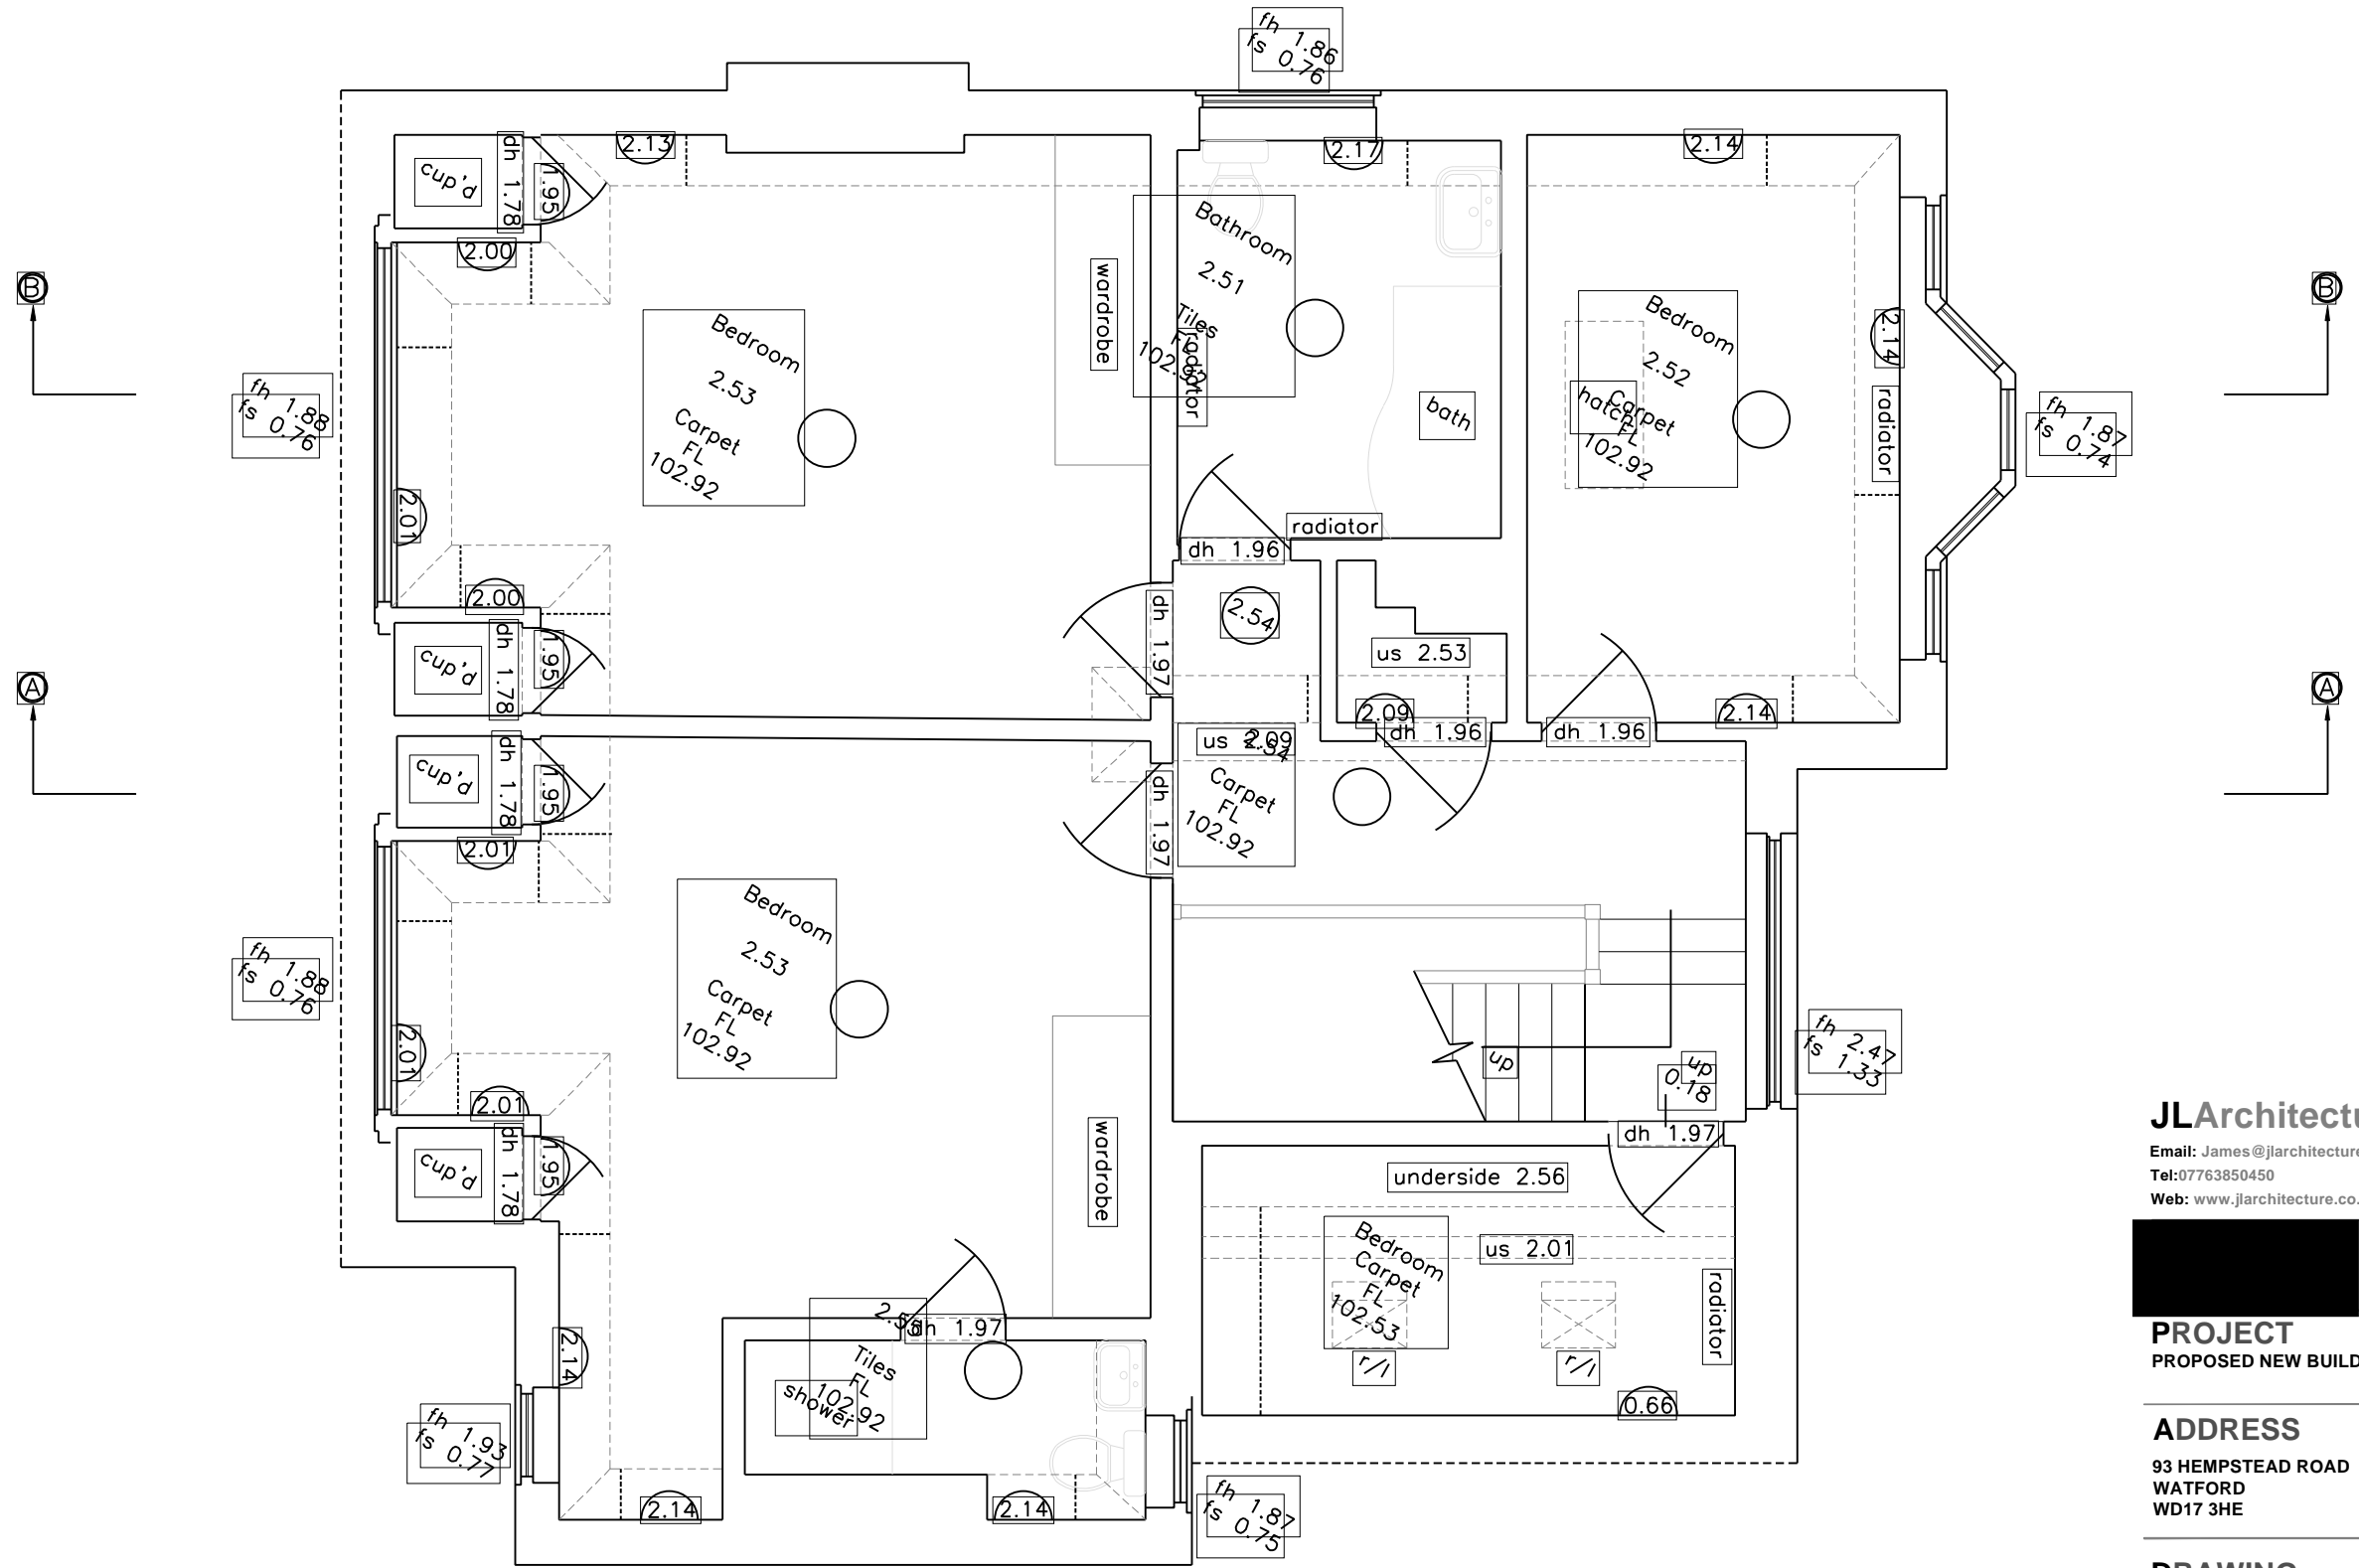 fh 1.86
fs 0.76
cup'd
dh 1.78
1.95
2.13
2.17
2.14
2.00
B
B
fh 1.88
fs 0.76
Bedroom
2.53
Carpet
FL
102.92
wardrobe
Bathroom
2.51
Tiles
FL
102.92
radiator
bath
Bedroom
2.52
hatch
Carpet
FL
102.92
2.14
radiator
fh 1.87
fs 0.74
2.01
radiator
dh 1.96
2.00
cup'd
dh 1.78
1.95
dh 1.97
2.54
us 2.53
A
A
2.09
dh 1.96
dh 1.96
2.14
us 2.09
2.54
Carpet
FL
102.92
cup'd
dh 1.78
1.95
dh 1.97
2.01
Bedroom
2.53
Carpet
FL
102.92
fh 1.88
fs 0.76
2.01
2.01
up
up
0.18
fh 2.47
fs 1.33
cup'd
dh 1.78
1.95
wardrobe
dh 1.97
underside 2.56
Bedroom
Carpet
FL
102.53
us 2.01
radiator
r/l
r/l
0.66
2.14
dh 1.97
Tiles
FL
102.92
shower
fh 1.93
fs 0.77
2.14
2.14
fh 1.87
fs 0.75
JLArchitectu
Email: James@jlarchitecture
Tel:07763850450
Web: www.jlarchitecture.co.
PROJECT
PROPOSED NEW BUILD
ADDRESS
93 HEMPSTEAD ROAD
WATFORD
WD17 3HE
DRAWING